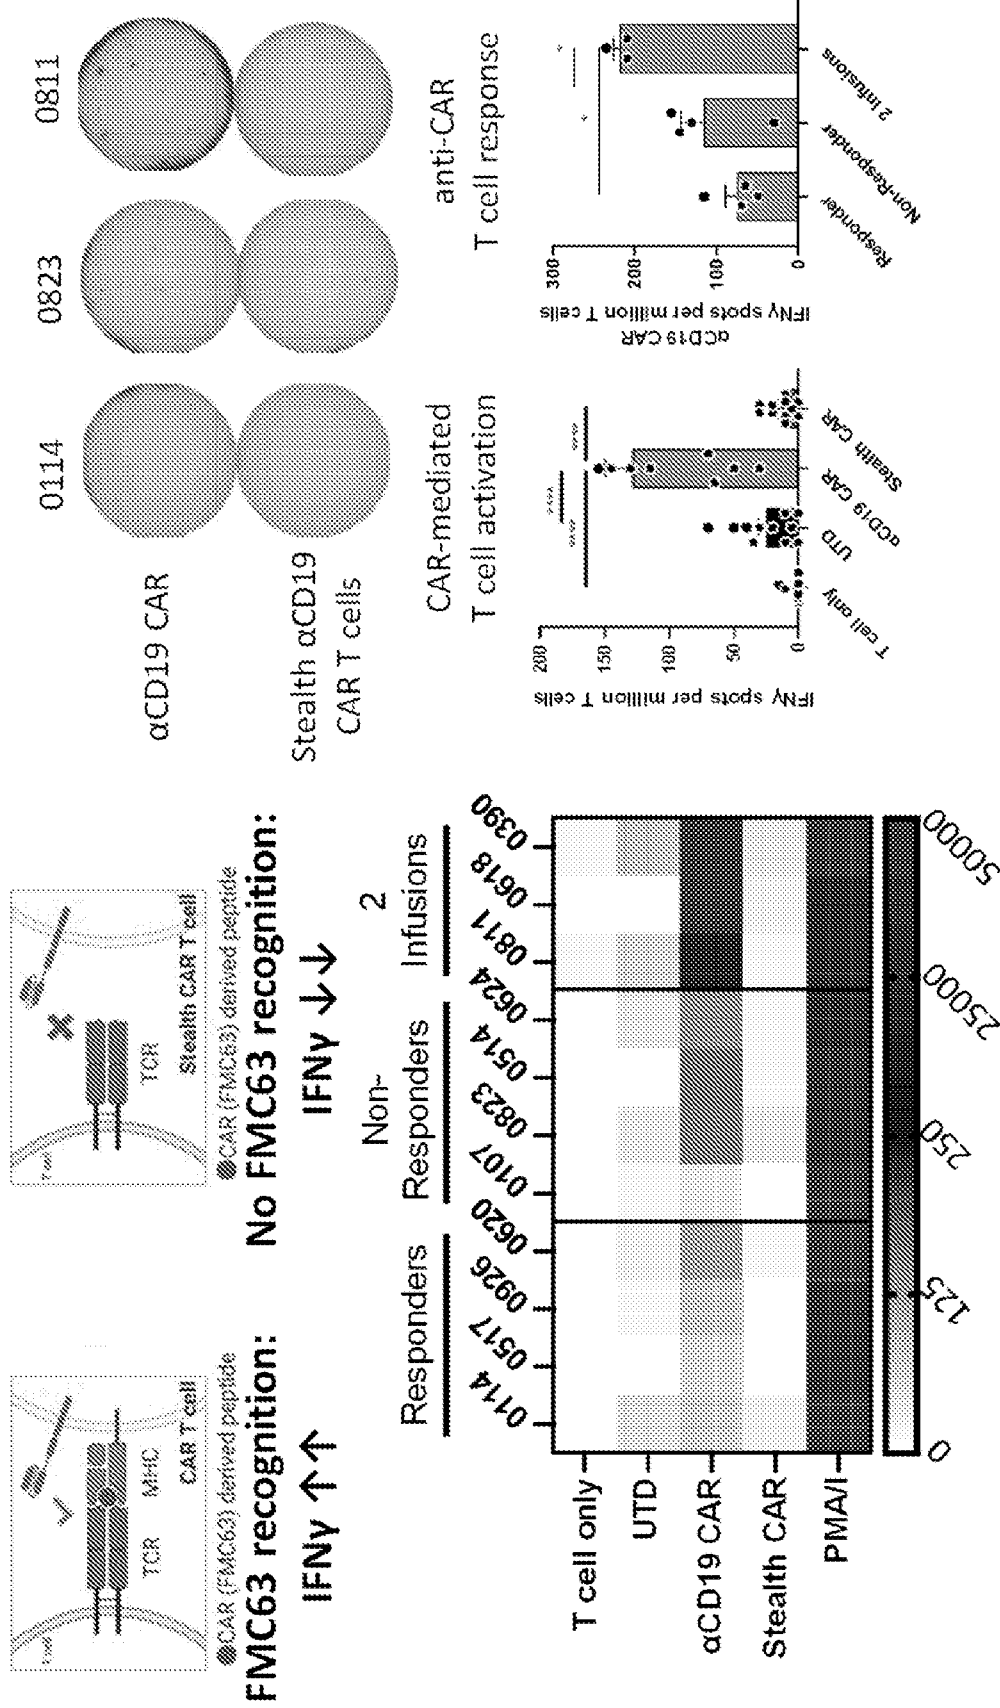 TCR
MHC
CAR T cell
CAR (FMC63) derived peptide
FMC63 recognition:
IFNγ ↑↑
TCR
Stealth CAR T cell
CAR (FMC63) derived peptide
No FMC63 recognition:
IFNγ ↓↓
0114
0823
0811
αCD19 CAR
Stealth αCD19
CAR T cells
Responders
Non-
Responders
2
Infusions
0114
0517
0926
0620
0107
0823
0514
0624
0811
0618
0390
T cell only
UTD
αCD19 CAR
Stealth CAR
PMA/I
0
125
250
25000
50000
CAR-mediated
T cell activation
IFNγ spots per million T cells
200
150
100
50
0
T cell only
UTD
αCD19 CAR
Stealth CAR
anti-CAR
T cell response
αCD19 CAR
IFNγ spots per million T cells
300
200
100
0
Responder
Non-Responder
2 Infusions